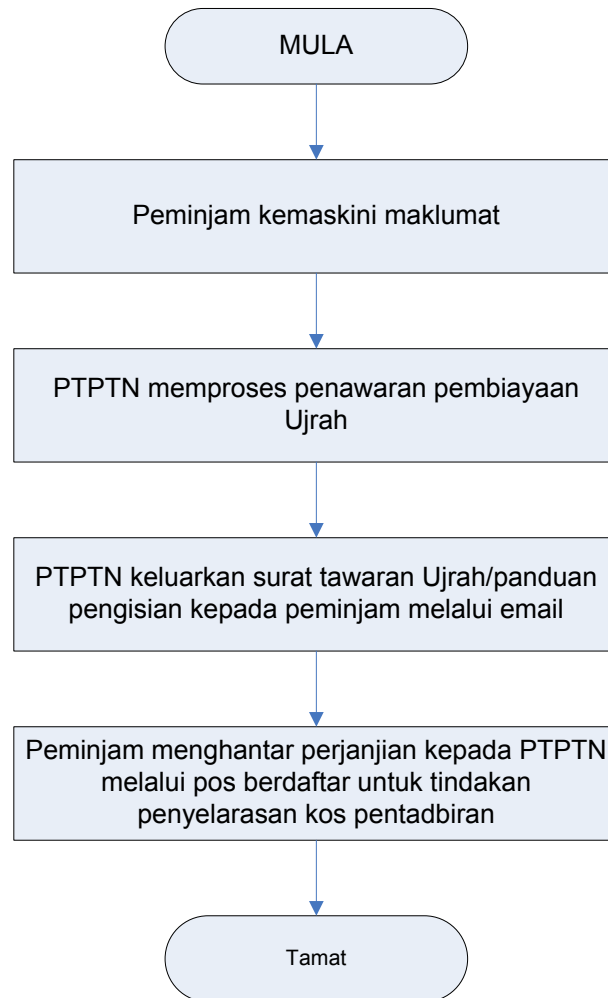 MULA
Peminjam kemaskini maklumat
PTPTN memproses penawaran pembiayaan
Ujrah
PTPTN keluarkan surat tawaran Ujrah/panduan
pengisian kepada peminjam melalui email
Peminjam menghantar perjanjian kepada PTPTN
melalui pos berdaftar untuk tindakan
penyelarasan kos pentadbiran
Tamat